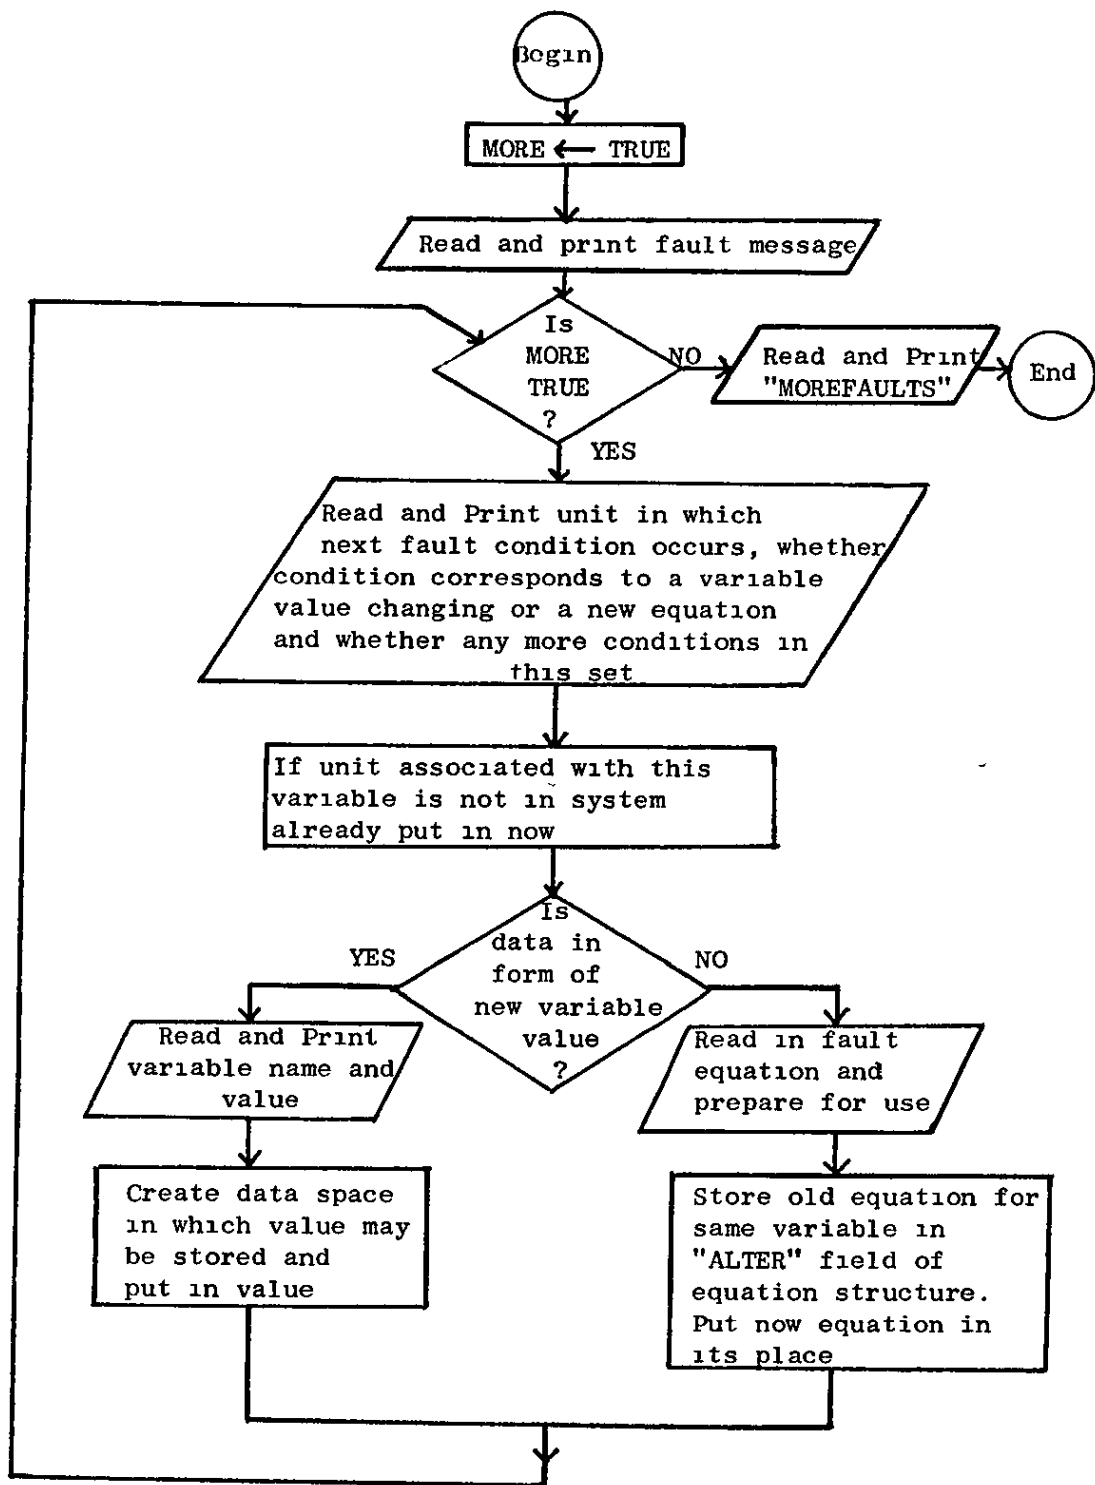 Begin
MORE ← TRUE
Read and print fault message
Is
MORE
TRUE
?
NO
Read and Print
"MOREFAULTS"
End
YES
Read and Print unit in which
next fault condition occurs, whether
condition corresponds to a variable
value changing or a new equation
and whether any more conditions in
this set
If unit associated with this
variable is not in system
already put in now
Is
data in
form of
new variable
value
?
YES
NO
Read and Print
variable name and
value
Read in fault
equation and
prepare for use
Create data space
in which value may
be stored and
put in value
Store old equation for
same variable in
"ALTER" field of
equation structure.
Put now equation in
its place